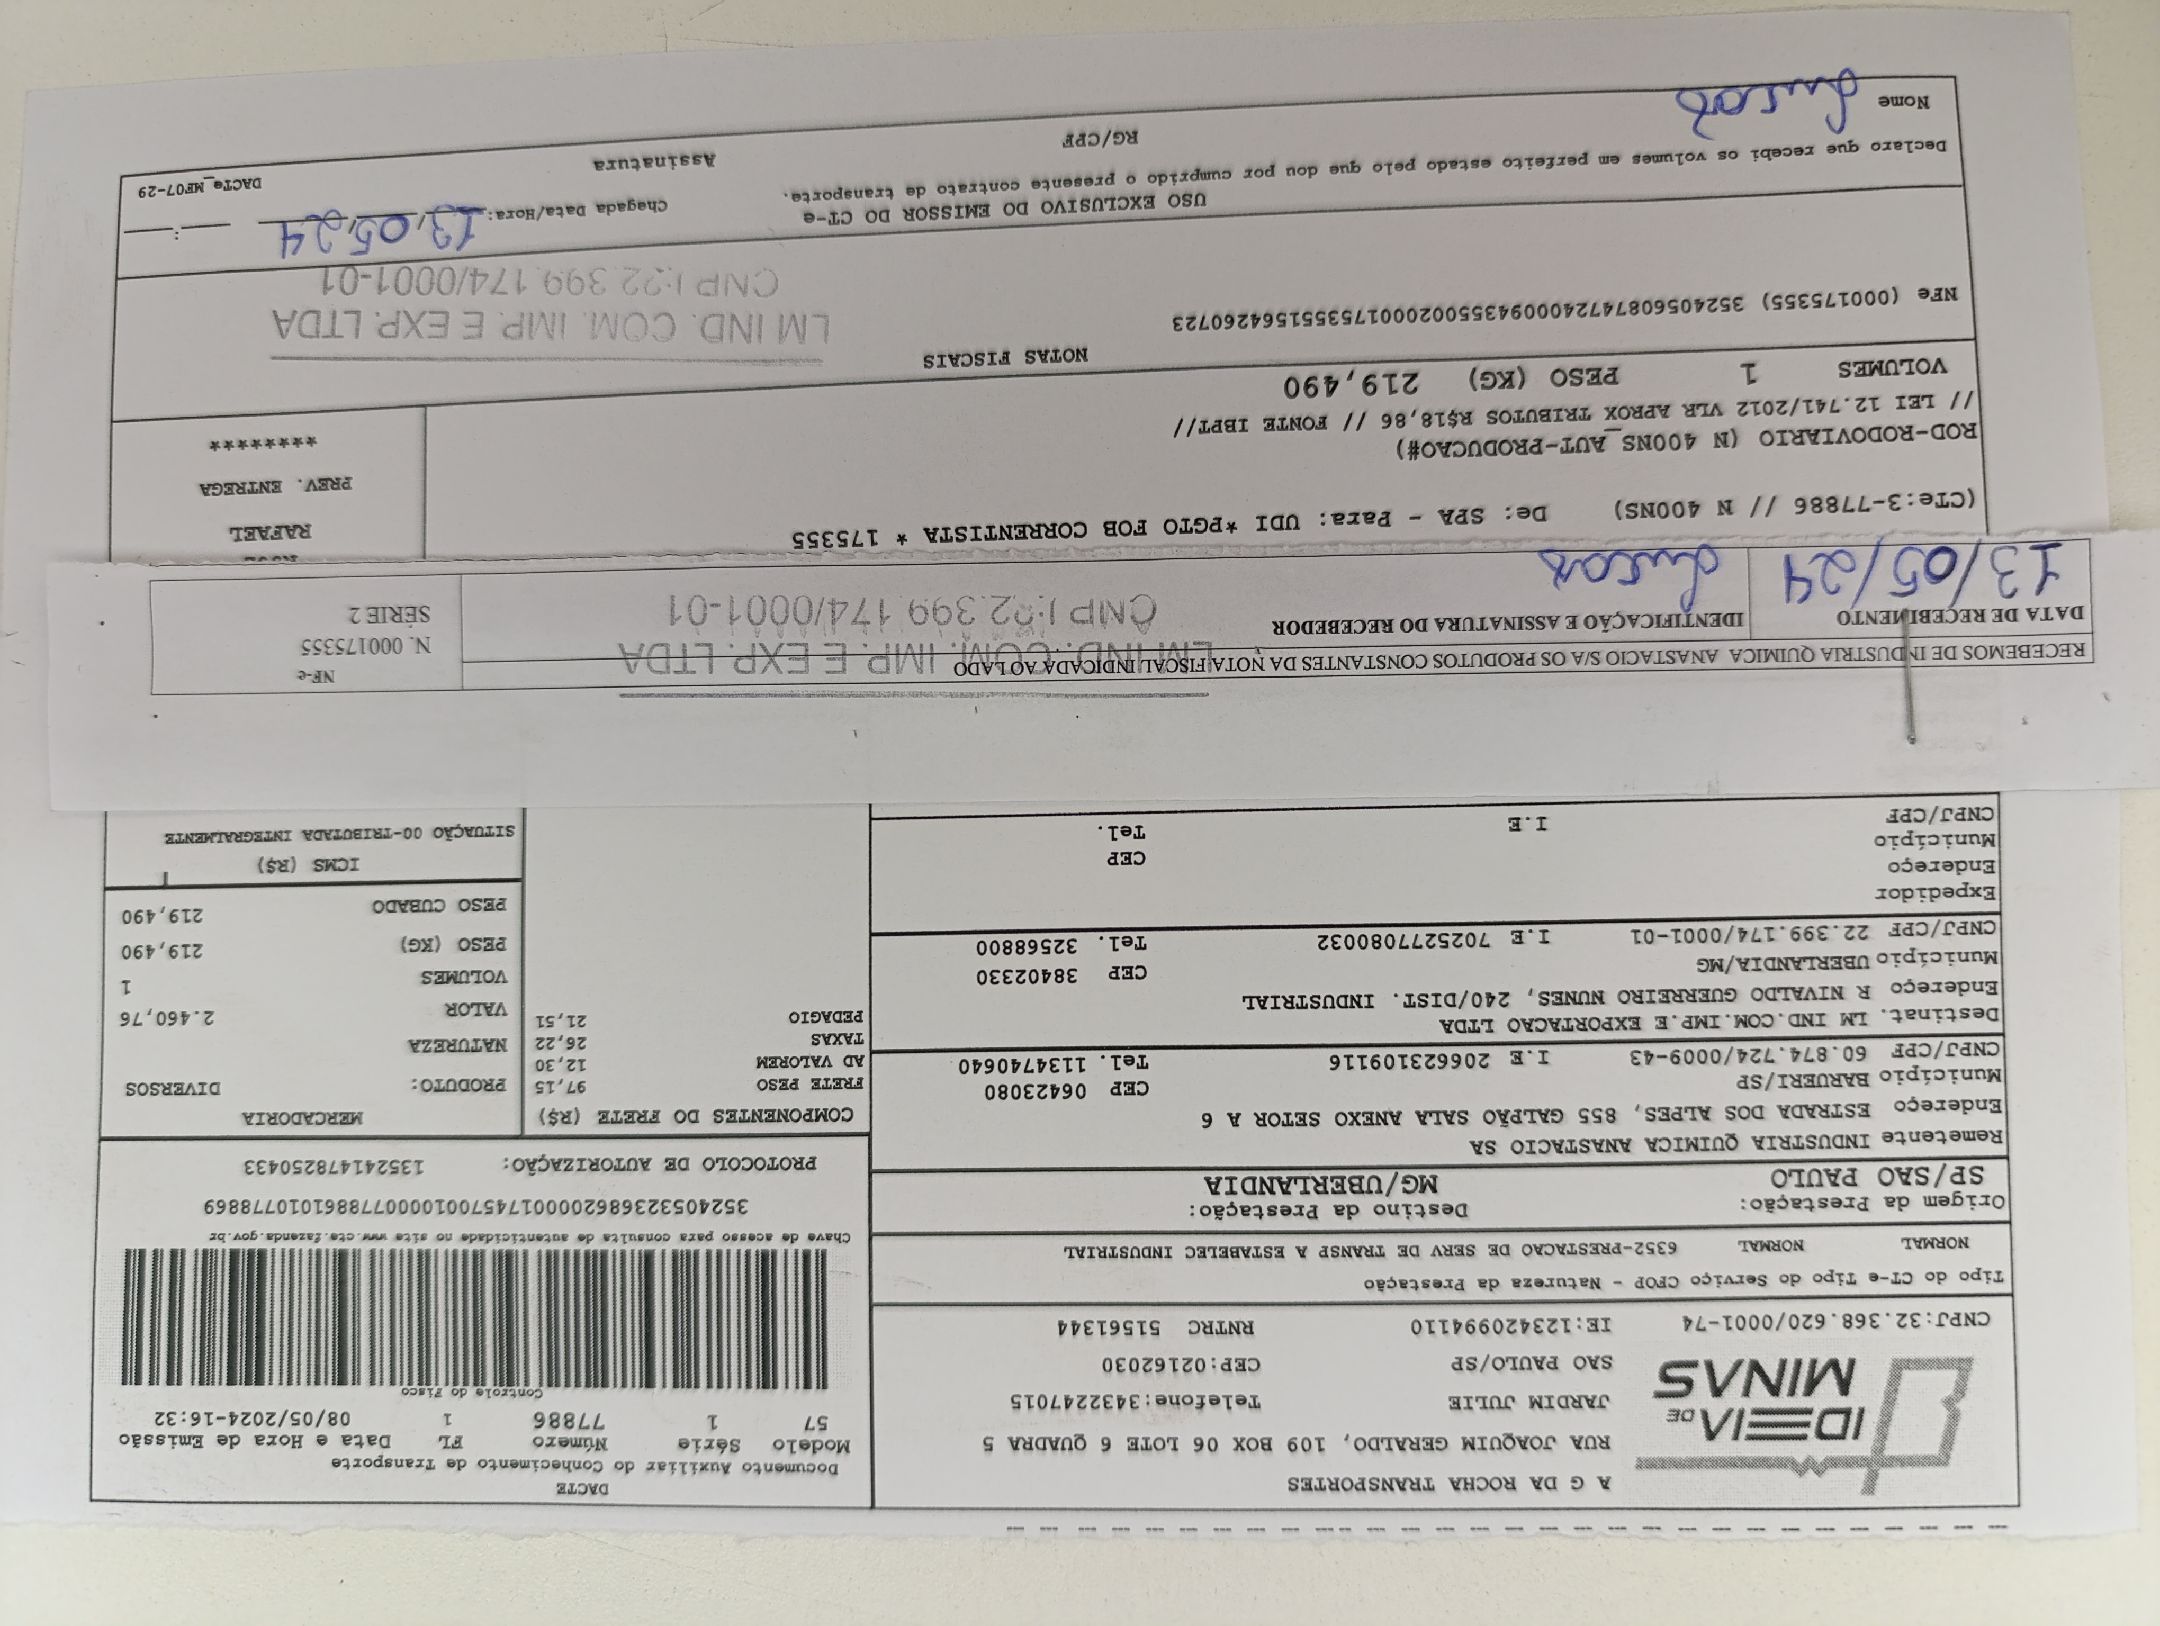 IDEIA DE
MINAS
A G DA ROCHA TRANSPORTES
RUA JOAQUIM GERALDO, 109 BOX 06 LOTE 6 QUADRA 5
JARDIM JULIE Telefone:3432247015
SAO PAULO/SP CEP:02162030
CNPJ:32.368.620/0001-74 IE:123420994110 RNTRC 51561344
DACTE
Documento Auxiliar do Conhecimento de Transporte
Modelo Série Número FL Data e Hora de Emissão
57 1 77886 1 08/05/2024-16:32
Controle do Fisco
Chave de acesso para consulta de autenticidade no site www.cte.fazenda.gov.br
35240532368620000174570010000778861010778869
PROTOCOLO DE AUTORIZAÇÃO: 135241478250433
Tipo do CT-e Tipo do Serviço CFOP - Natureza da Prestação
NORMAL NORMAL 6352-PRESTACAO DE SERV DE TRANSP A ESTABELEC INDUSTRIAL
Origem da Prestação: Destino da Prestação:
SP/SAO PAULO MG/UBERLANDIA
Remetente INDUSTRIA QUIMICA ANASTACIO SA
Endereço ESTRADA DOS ALPES, 855 GALPÃO SALA ANEXO SETOR A 6
Município BARUERI/SP CEP 06423080
CNPJ/CPF 60.874.724/0009-43 I.E 206623109116 Tel. 1134740640
Destinat. LM IND.COM.IMP.E EXPORTACAO LTDA
Endereço R NIVALDO GUERREIRO NUNES, 240/DIST. INDUSTRIAL
Município UBERLANDIA/MG CEP 38402330
CNPJ/CPF 22.399.174/0001-01 I.E 7025277080032 Tel. 32568800
Expedidor
Endereço
Município CEP
CNPJ/CPF I.E Tel.
COMPONENTES DO FRETE (R$)
FRETE PESO 97,15
AD VALOREM 12,30
TAXAS 26,22
PEDAGIO 21,51
MERCADORIA
PRODUTO: DIVERSOS
NATUREZA
VALOR 2.460,76
VOLUMES 1
PESO (KG) 219,490
PESO CUBADO 219,490
ICMS (R$)
SITUAÇÃO 00-TRIBUTADA INTEGRALMENTE
RECEBEMOS DE INDUSTRIA QUIMICA ANASTACIO S/A OS PRODUTOS CONSTANTES DA NOTA FISCAL INDICADA AO LADO
DATA DE RECEBIMENTO IDENTIFICAÇÃO E ASSINATURA DO RECEBEDOR
13/05/24 Lucas
LM IND. COM. IMP. E EXP. LTDA
CNPJ:22.399.174/0001-01
NF-e
N. 000175355
SÉRIE 2
RAFAEL
PREV. ENTREGA
********
(CTe:3-77886 // N 400NS) De: SPA - Para: UDI *PGTO FOB CORRENTISTA * 175355
ROD-RODOVIARIO (N 400NS_AUT-PRODUCAO#)
// LEI 12.741/2012 VLR APROX TRIBUTOS R$18,86 // FONTE IBPT//
VOLUMES 1 PESO (KG) 219,490
NOTAS FISCAIS
NFe (000175355) 35240560874724000943550020001753551564260723
LM IND. COM. IMP. E EXP. LTDA
CNPJ:22.399.174/0001-01
USO EXCLUSIVO DO EMISSOR DO CT-e
Declaro que recebi os volumes em perfeito estado pelo que dou por cumprido o presente contrato de transporte.
Chegada Data/Hora: 13/05/24
Nome Lucas RG/CPF Assinatura
DACTe_MF07-29